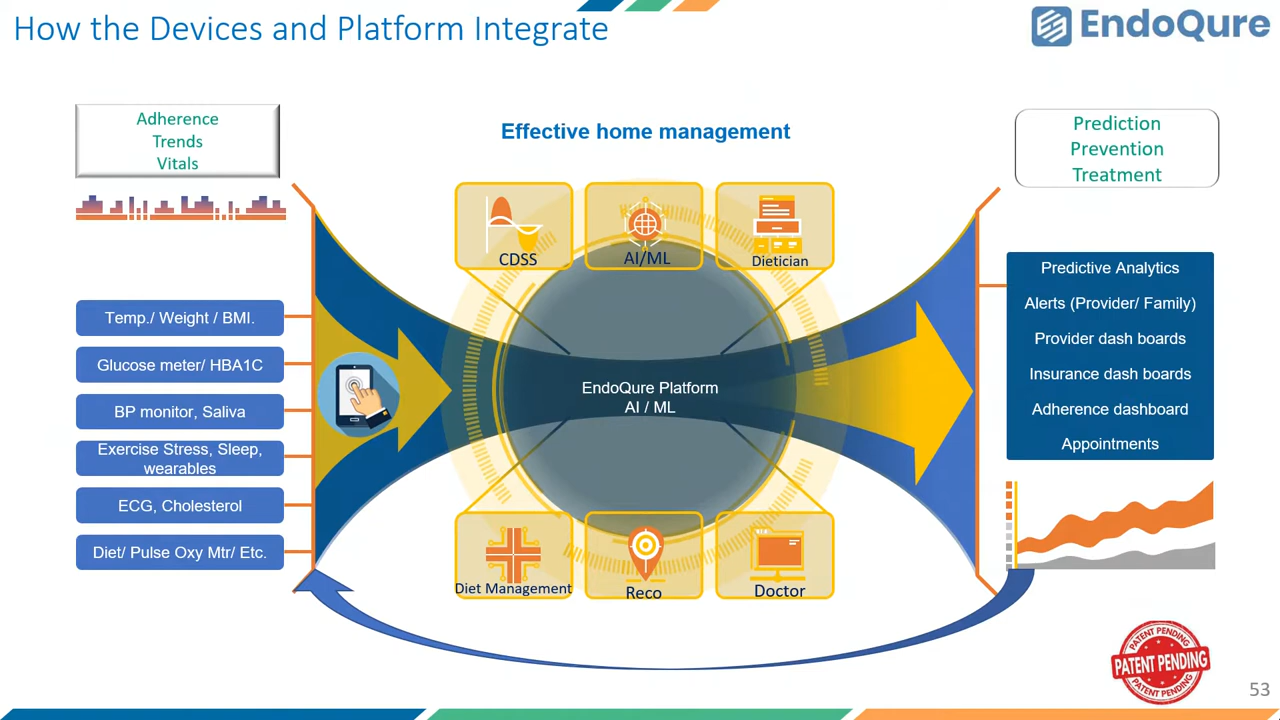 How the Devices and Platform Integrate
EndoQure
Adherence
Trends
Vitals
Effective home management
Prediction
Prevention
Treatment
CDSS
AI/ML
Dietician
Temp./ Weight / BMI.
Glucose meter/ HBA1C
BP monitor, Saliva
Exercise Stress, Sleep,
wearables
ECG, Cholesterol
Diet/ Pulse Oxy Mtr/ Etc.
EndoQure Platform
AI / ML
Predictive Analytics
Alerts (Provider/ Family)
Provider dash boards
Insurance dash boards
Adherence dashboard
Appointments
Diet Management
Reco
Doctor
PATENT PENDING
PATENT PENDING
PATENT PENDING
53